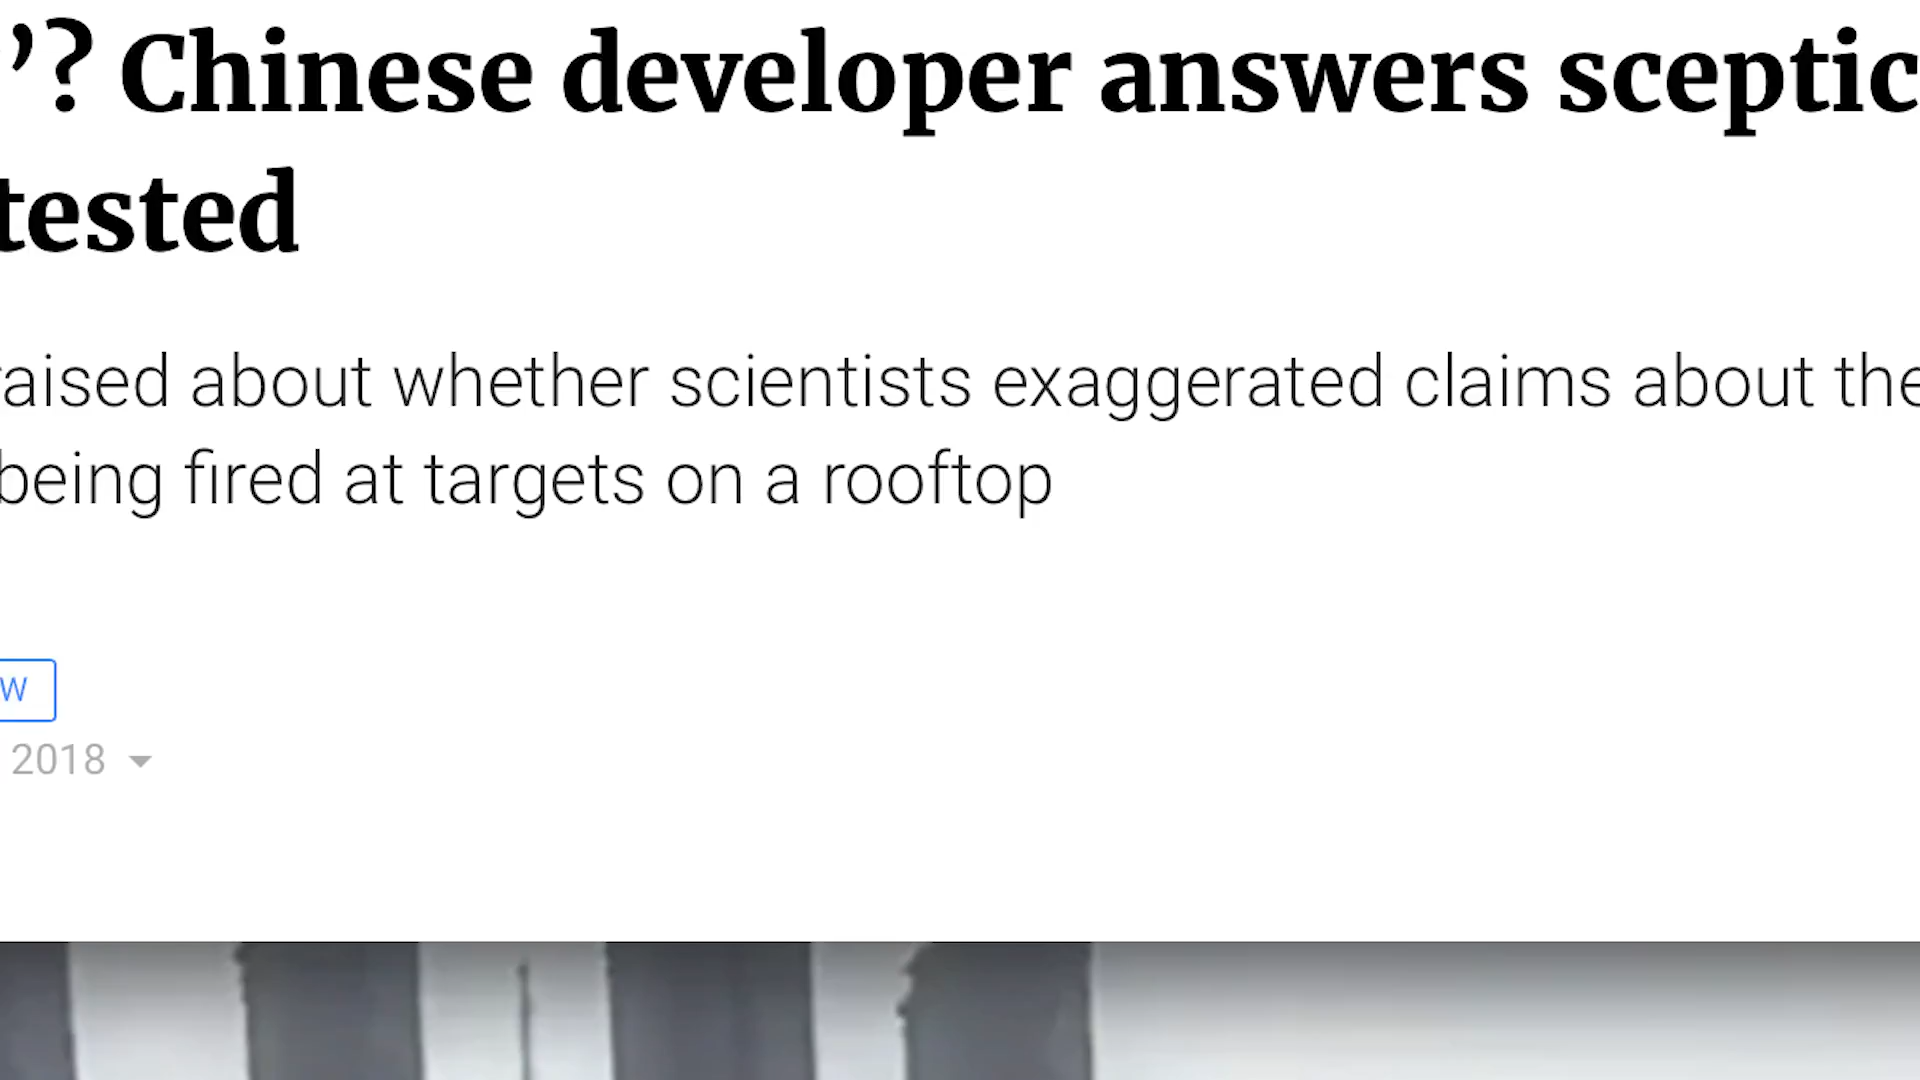 ’? Chinese developer answers sceptic
tested
raised about whether scientists exaggerated claims about the
being fired at targets on a rooftop
W
2018